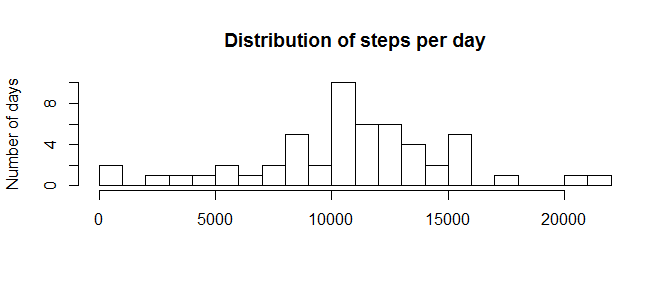 Distribution of steps per day
Number of days
8
4
0
0 5000 10000 15000 20000